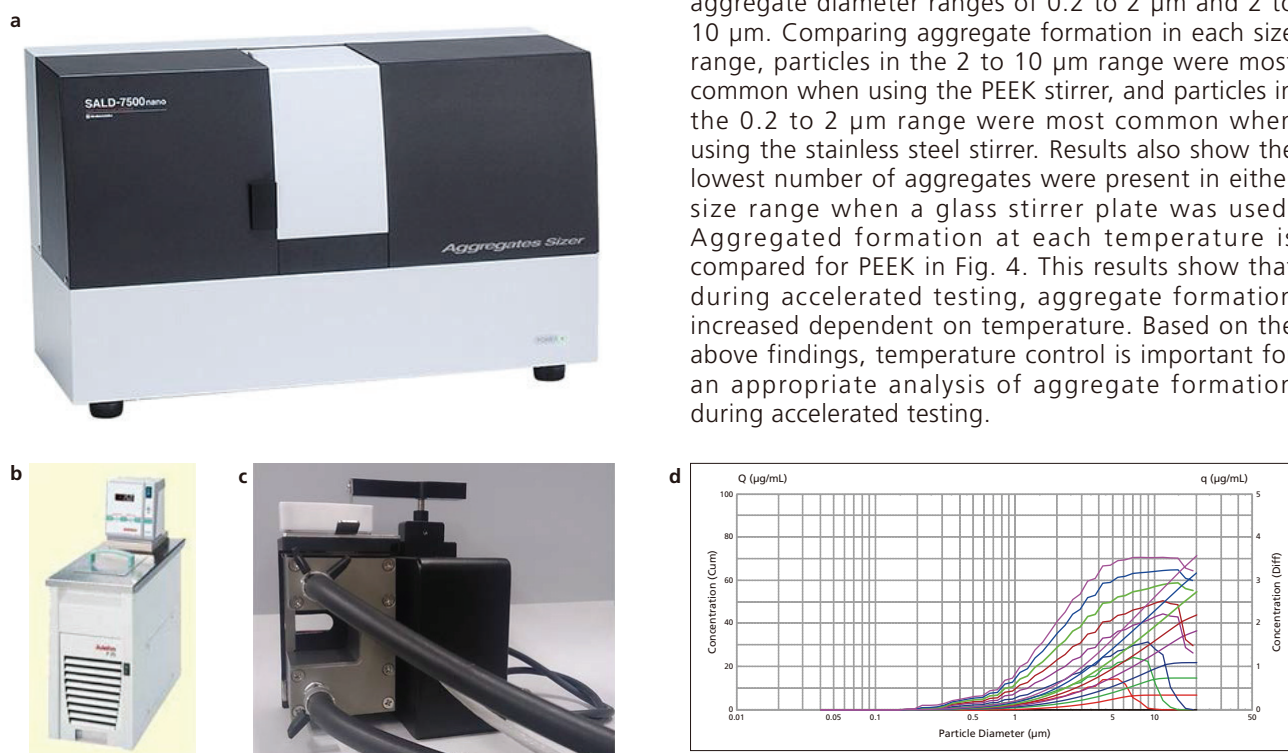 a
SALD-7500nano
Aggregates Sizer
POWER
aggregate diameter ranges of 0.2 to 2 µm and 2 to
10 µm. Comparing aggregate formation in each size
range, particles in the 2 to 10 µm range were most
common when using the PEEK stirrer, and particles in
the 0.2 to 2 µm range were most common when
using the stainless steel stirrer. Results also show the
lowest number of aggregates were present in either
size range when a glass stirrer plate was used.
Aggregated formation at each temperature is
compared for PEEK in Fig. 4. This results show that
during accelerated testing, aggregate formation
increased dependent on temperature. Based on the
above findings, temperature control is important for
an appropriate analysis of aggregate formation
during accelerated testing.
b
c
d
Q (µg/mL)
q (µg/mL)
100
80
60
40
20
0
Concentration (Cum)
5
4
3
2
1
0
Concentration (Diff)
0.01
0.05
0.1
0.5
1
5
10
50
Particle Diameter (µm)